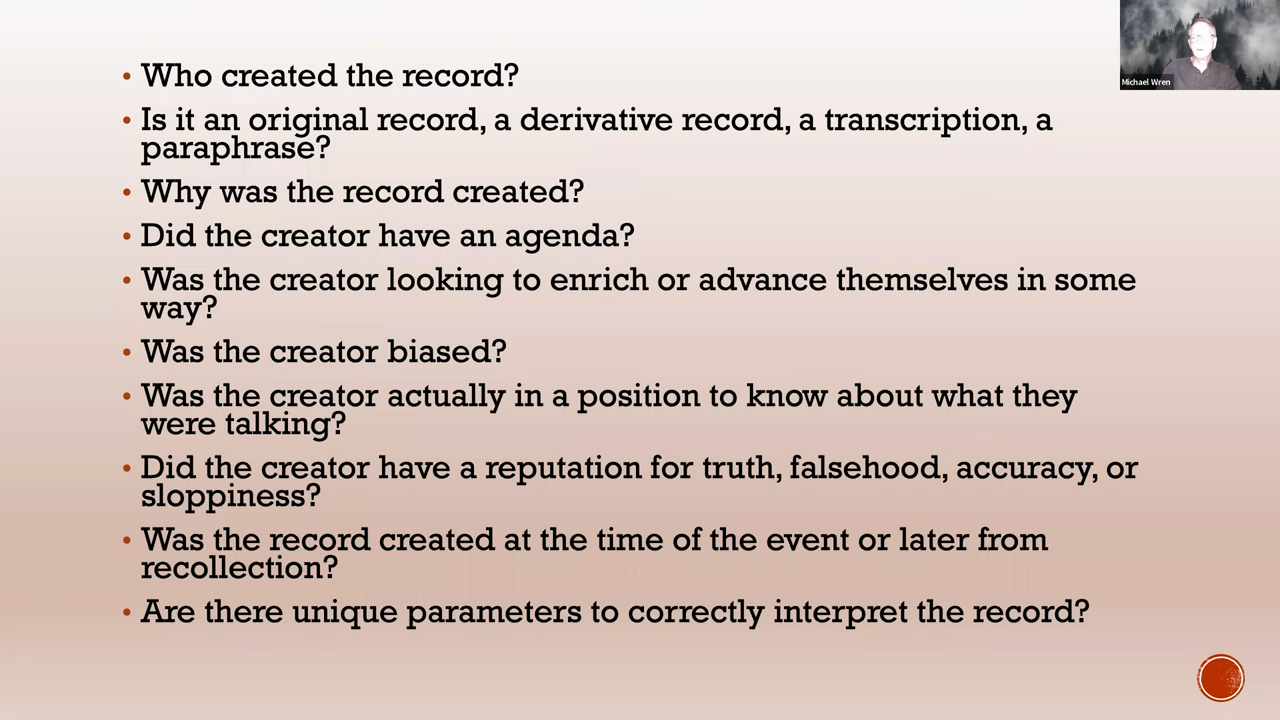 Michael Wren
• Who created the record?
• Is it an original record, a derivative record, a transcription, a
paraphrase?
• Why was the record created?
• Did the creator have an agenda?
• Was the creator looking to enrich or advance themselves in some
way?
• Was the creator biased?
• Was the creator actually in a position to know about what they
were talking?
• Did the creator have a reputation for truth, falsehood, accuracy, or
sloppiness?
• Was the record created at the time of the event or later from
recollection?
• Are there unique parameters to correctly interpret the record?